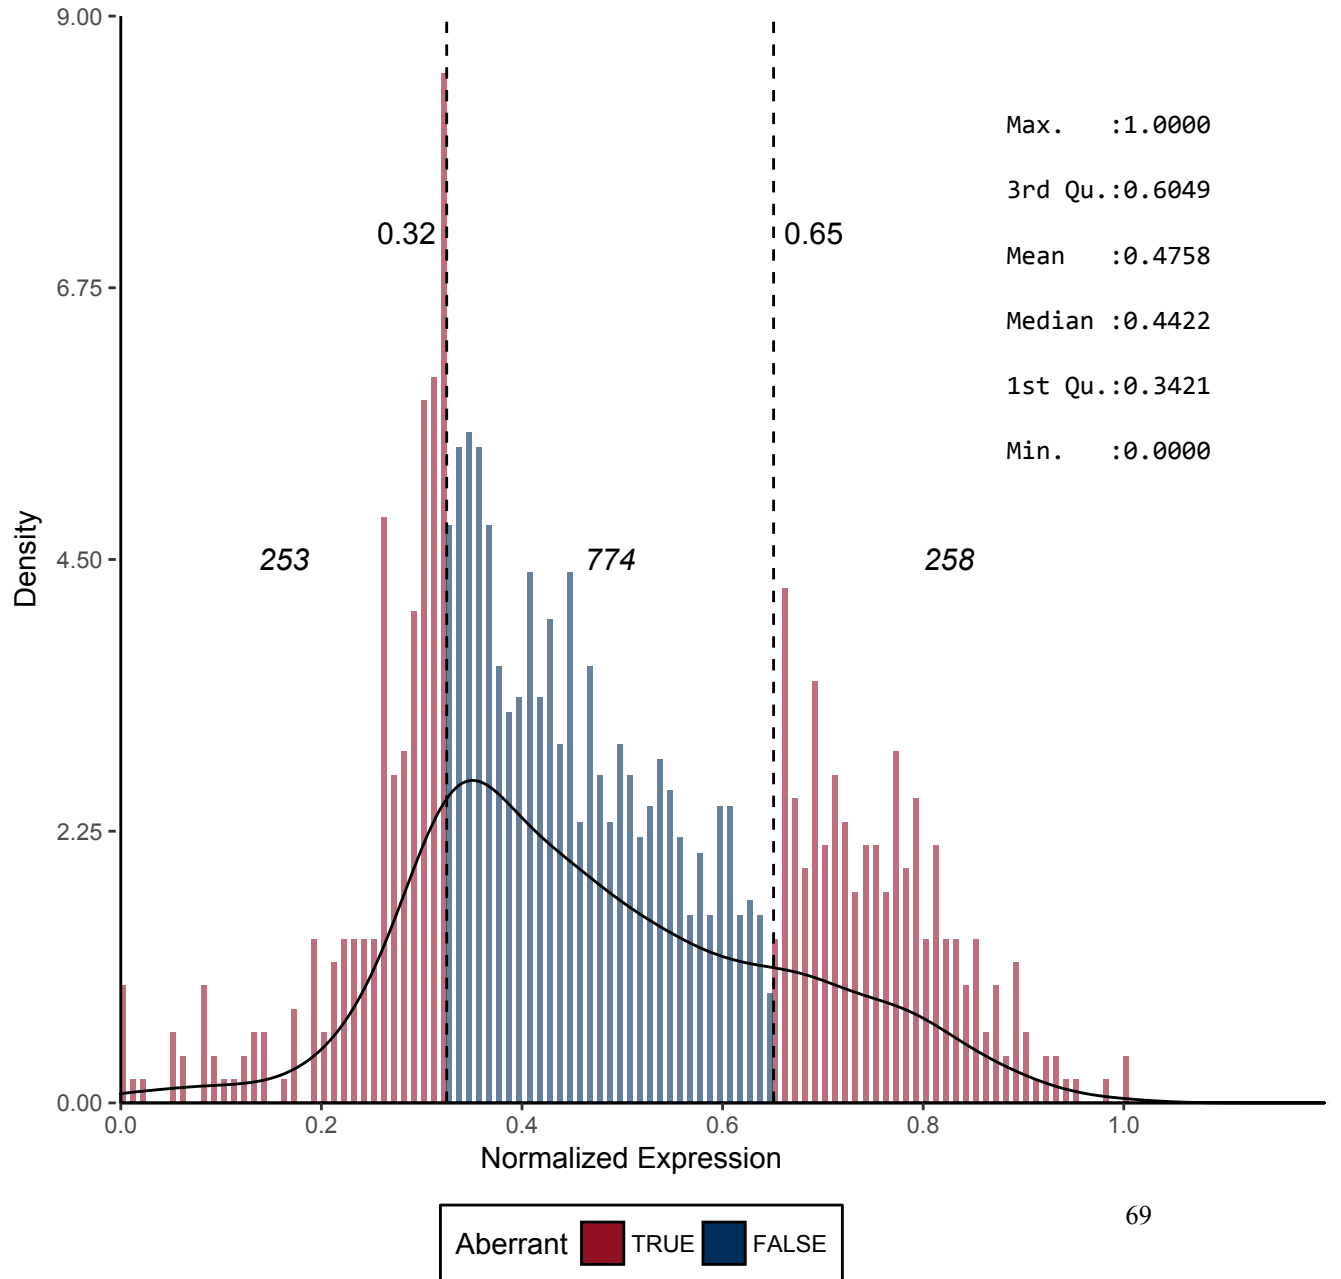 9.00
Max. :1.0000
3rd Qu.:0.6049
0.32
0.65
Mean :0.4758
6.75
Median :0.4422
1st Qu.:0.3421
Min. :0.0000
Density
4.50
253
774
258
2.25
0.00
0.0 0.2 0.4 0.6 0.8 1.0
Normalized Expression
69
Aberrant TRUE FALSE